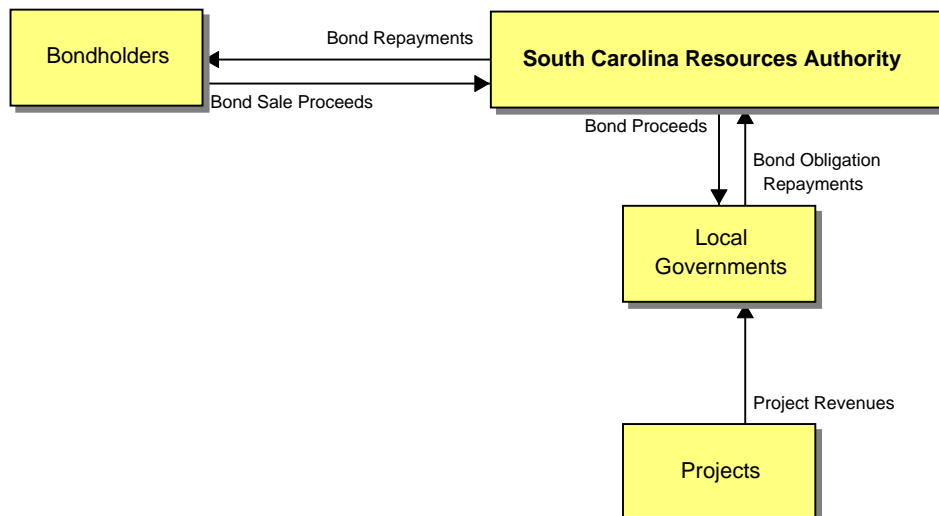 Bondholders
Bond Repayments
South Carolina Resources Authority
Bond Sale Proceeds
Bond Proceeds
Bond Obligation
Repayments
Local
Governments
Project Revenues
Projects